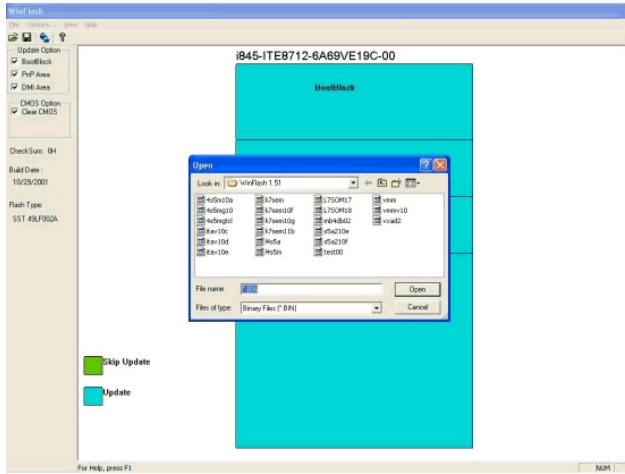 WinFlash
File Options... View Help
Update Option
BootBlock
PnP Area
DMI Area
CMOS Option
Clear CMOS
CheckSum: 0H
Build Date :
10/29/2001
Flash Type:
SST 49LF002A
i845-ITE8712-6A69VE19C-00
BootBlock
Open
Look in: WinFlash 1.51
4s5m10a k7sem L7SOM17 vmm
4s5mg10 k7sem10f L7SOM18 vmmv10
4s5mgtd k7sem10g mb4db02 vxad2
itav10c k7sem11b s5a210e
itav10d l4s5a s5a210f
itav10e l4s5m test00
File name: *.BIN Open
Files of type: Binary Files (*.BIN) Cancel
Skip Update
Update
For Help, press F1 NUM